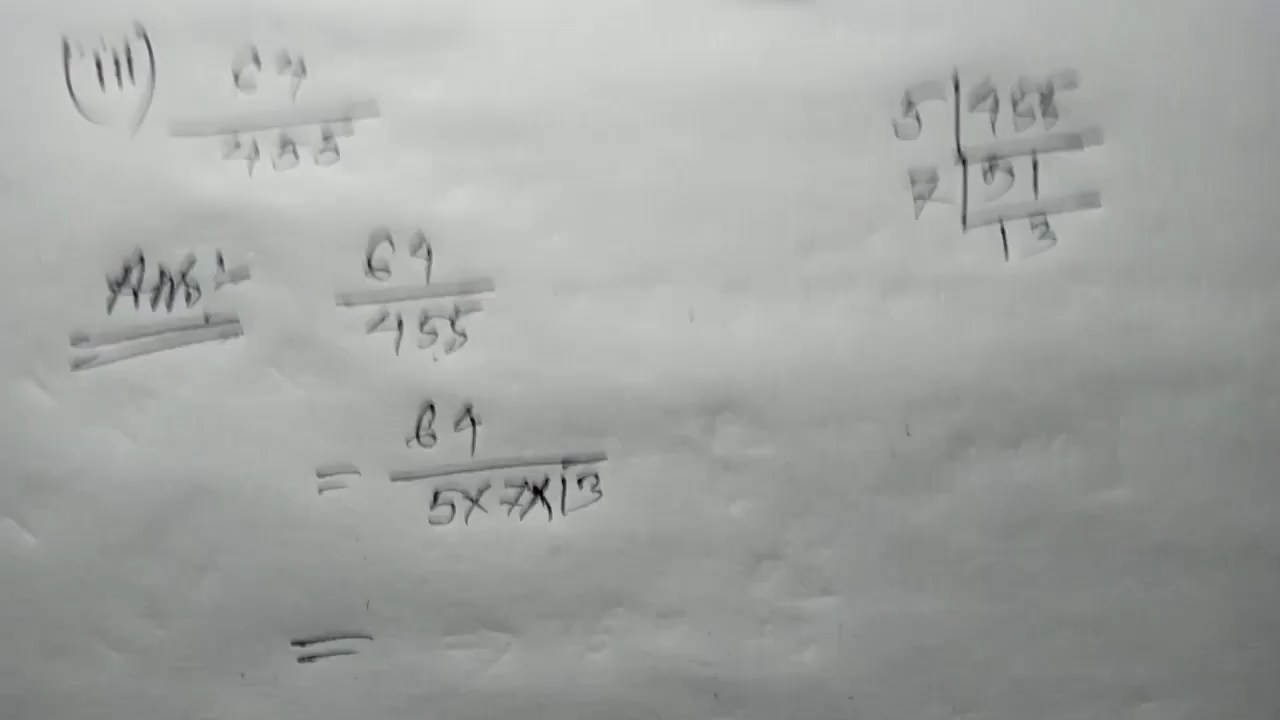 (iii) 64
455
5 | 455
7 | 91
13
Ans:- 64
455
= 64
5×7×13
=